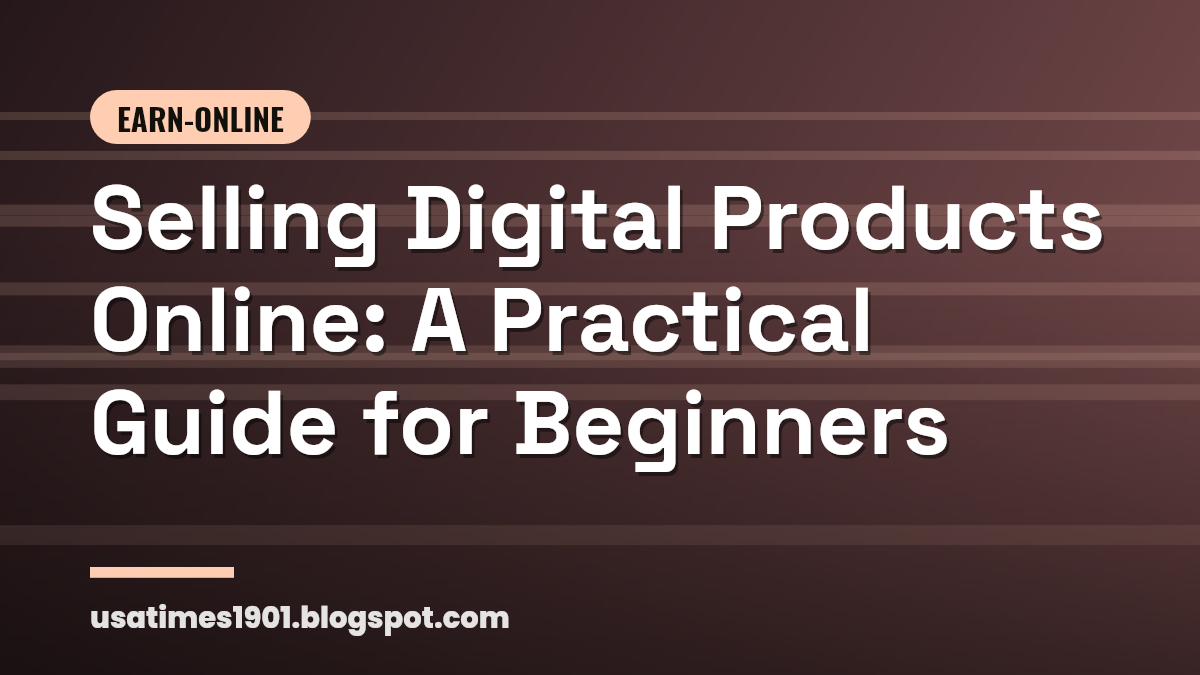 EARN-ONLINE
Selling Digital Products
Online: A Practical
Guide for Beginners
usatimes1901.blogspot.com